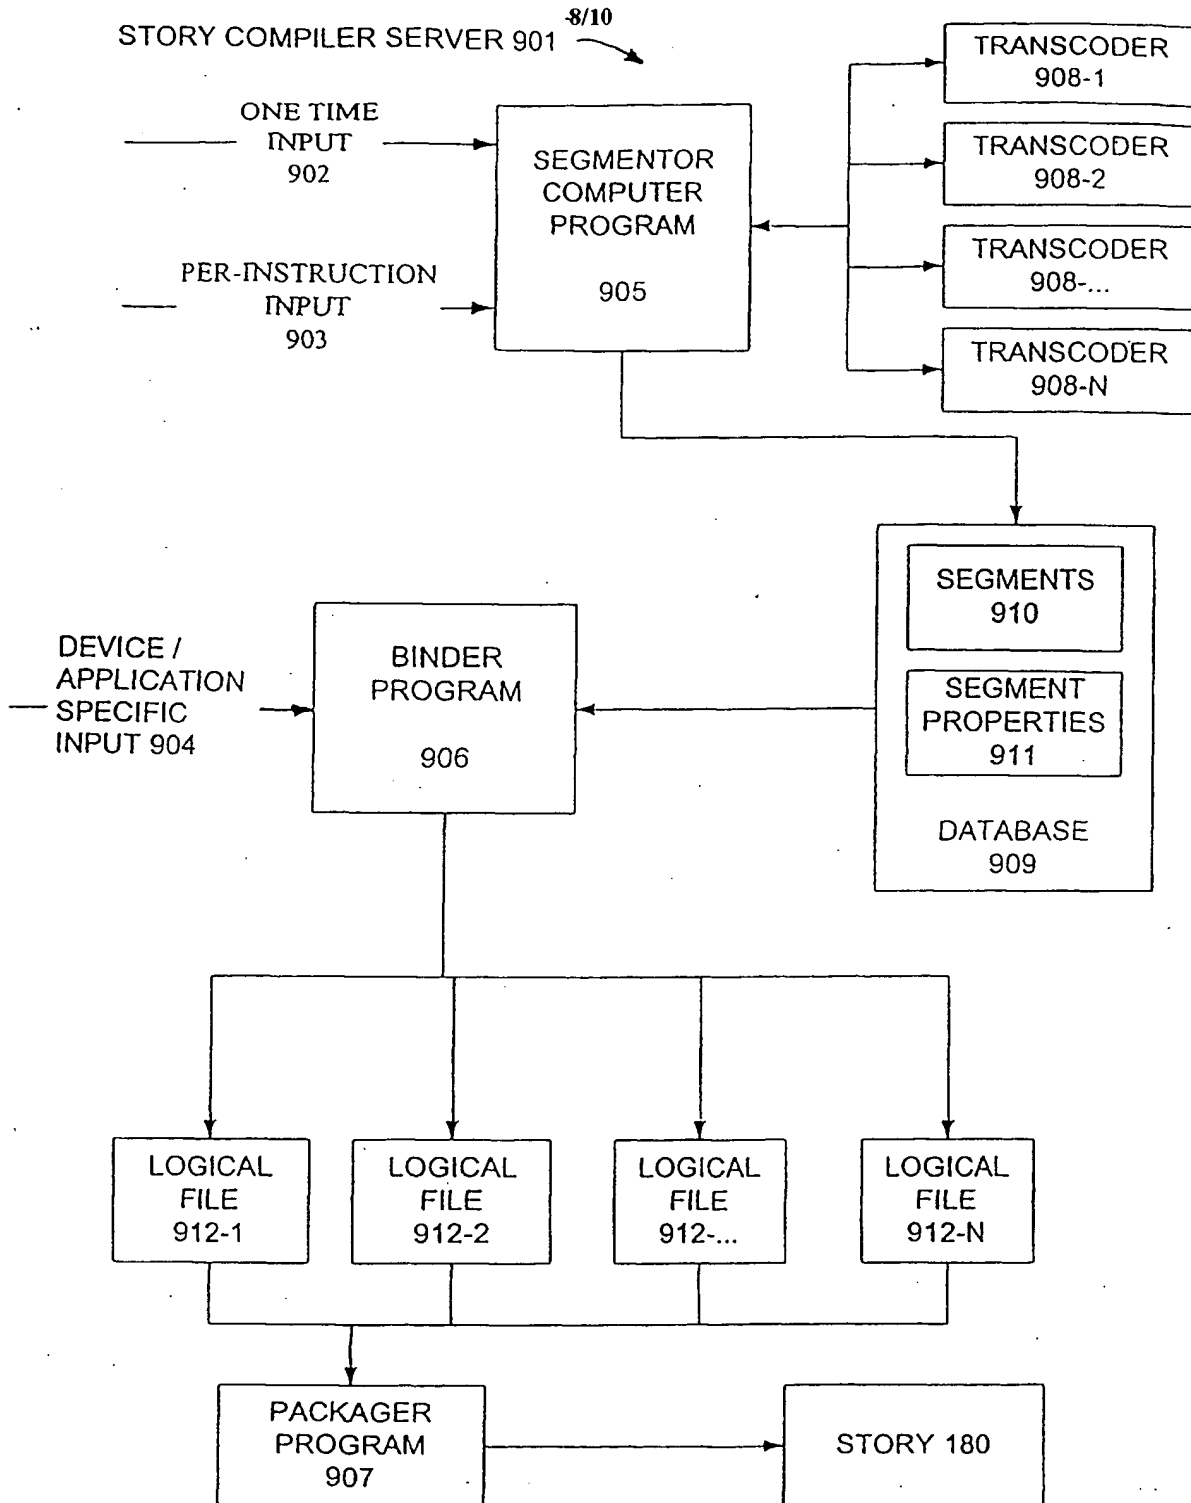 -8/10
STORY COMPILER SERVER 901
ONE TIME
INPUT
902
PER-INSTRUCTION
INPUT
903
SEGMENTOR
COMPUTER
PROGRAM
905
TRANSCODER
908-1
TRANSCODER
908-2
TRANSCODER
908-...
TRANSCODER
908-N
SEGMENTS
910
SEGMENT
PROPERTIES
911
DATABASE
909
DEVICE /
APPLICATION
SPECIFIC
INPUT 904
BINDER
PROGRAM
906
LOGICAL
FILE
912-1
LOGICAL
FILE
912-2
LOGICAL
FILE
912-...
LOGICAL
FILE
912-N
PACKAGER
PROGRAM
907
STORY 180